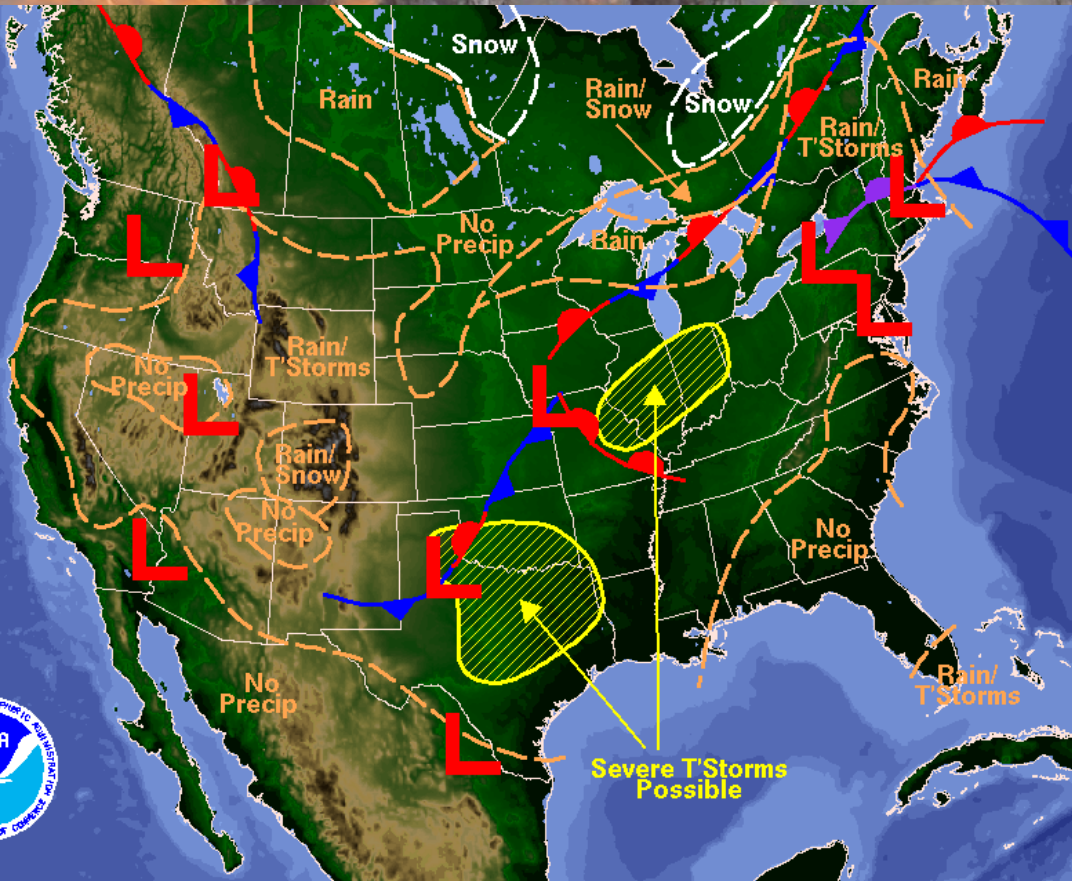 Snow
Rain
Rain/
Snow
Snow
Rain
Rain/
T'Storms
No
Precip
Rain
L
L
L
L
L
No
Precip
L
Rain/
T'Storms
L
Rain/
Snow
No
Precip
L
L
No
Precip
No
Precip
L
Rain/
T'Storms
Severe T'Storms
Possible
A